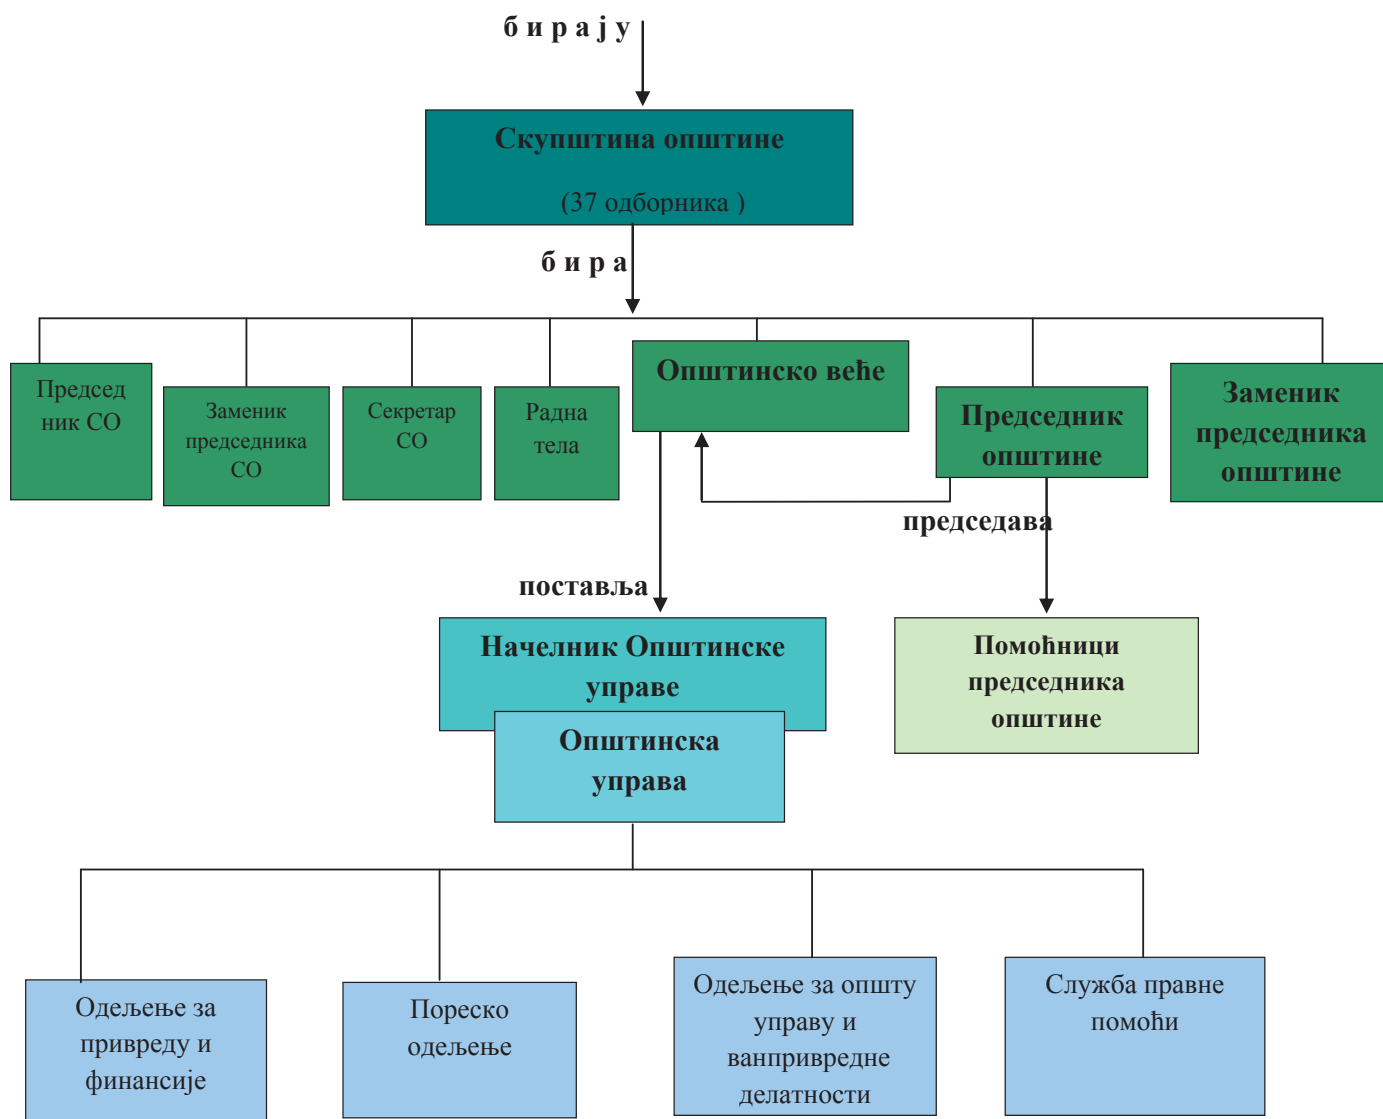 б и р а ј у
Скупштина општине
(37 одборника )
б и р а
Председ
ник СО
Заменик
председника
СО
Секретар
СО
Радна
тела
Општинско веће
Председник
општине
Заменик
председника
општине
председава
поставља
Начелник Општинске
управе
Помоћници
председника
општине
Општинска
управа
Одељење за
привреду и
финансије
Пореско
одељење
Одељење за општу
управу и
ванпривредне
делатности
Служба правне
помоћи